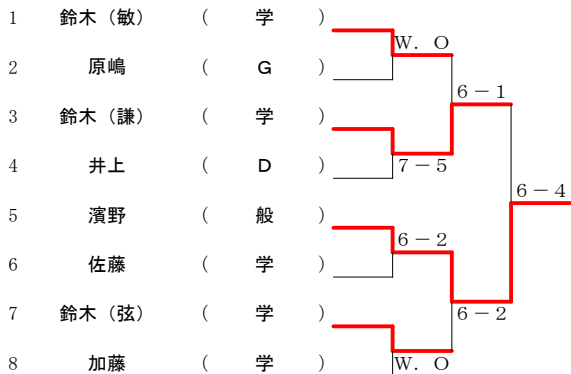 1 鈴木（敏） （ 学 ）
W．O
2 原嶋 （ G ）
6－1
3 鈴木（謙） （ 学 ）
4 井上 （ D ） 7－5
6－4
5 濱野 （ 般 ）
6－2
6 佐藤 （ 学 ）
7 鈴木（弦） （ 学 ） 6－2
8 加藤 （ 学 ） W．O